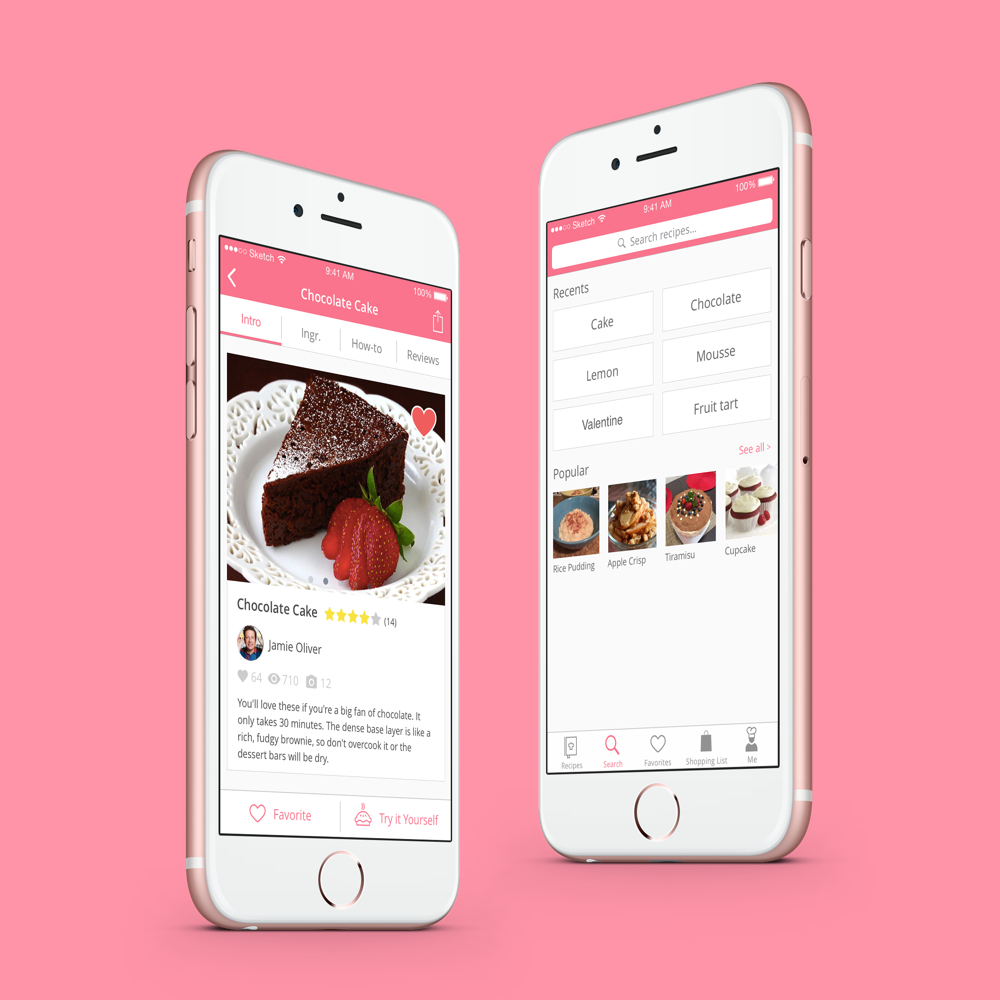 Sketch
9:41 AM
100%
Chocolate Cake
Intro
Ingr.
How-to
Reviews
Chocolate Cake
(14)
Jamie Oliver
64
710
12
You'll love these if you're a big fan of chocolate. It
only takes 30 minutes. The dense base layer is like a
rich, fudgy brownie, so don't overcook it or the
dessert bars will be dry.
Favorite
Try it Yourself
Sketch
9:41 AM
100%
Search recipes...
Recents
Cake
Chocolate
Lemon
Mousse
Valentine
Fruit tart
Popular
See all >
Rice Pudding
Apple Crisp
Tiramisu
Cupcake
Recipes
Search
Favorites
Shopping List
Me